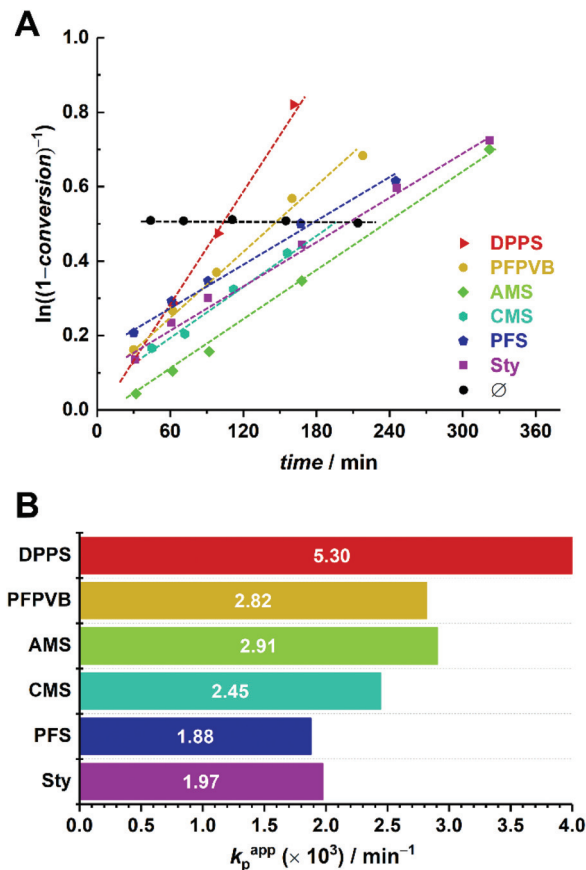 A
ln((1−conversion)⁻¹)
1.0
0.8
0.6
0.4
0.2
0.0
DPPS
PFPVB
AMS
CMS
PFS
Sty
∅
0 60 120 180 240 300 360
time / min
B
DPPS 5.30
PFPVB 2.82
AMS 2.91
CMS 2.45
PFS 1.88
Sty 1.97
0.0 0.5 1.0 1.5 2.0 2.5 3.0 3.5 4.0
kₚᵃᵖᵖ (× 10³) / min⁻¹